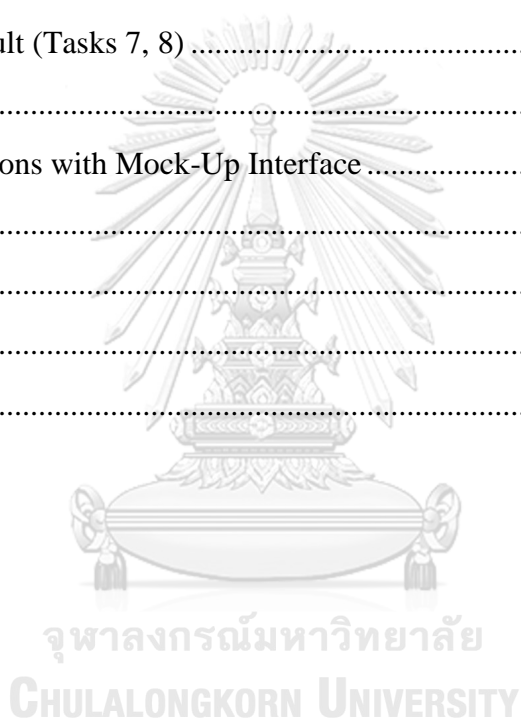 ult (Tasks 7, 8) ..........................................
..........................................................................
ons with Mock-Up Interface ....................
..........................................................................
..........................................................................
..........................................................................
..........................................................................
จุฬาลงกรณ์มหาวิทยาลัย
CHULALONGKORN UNIVERSITY